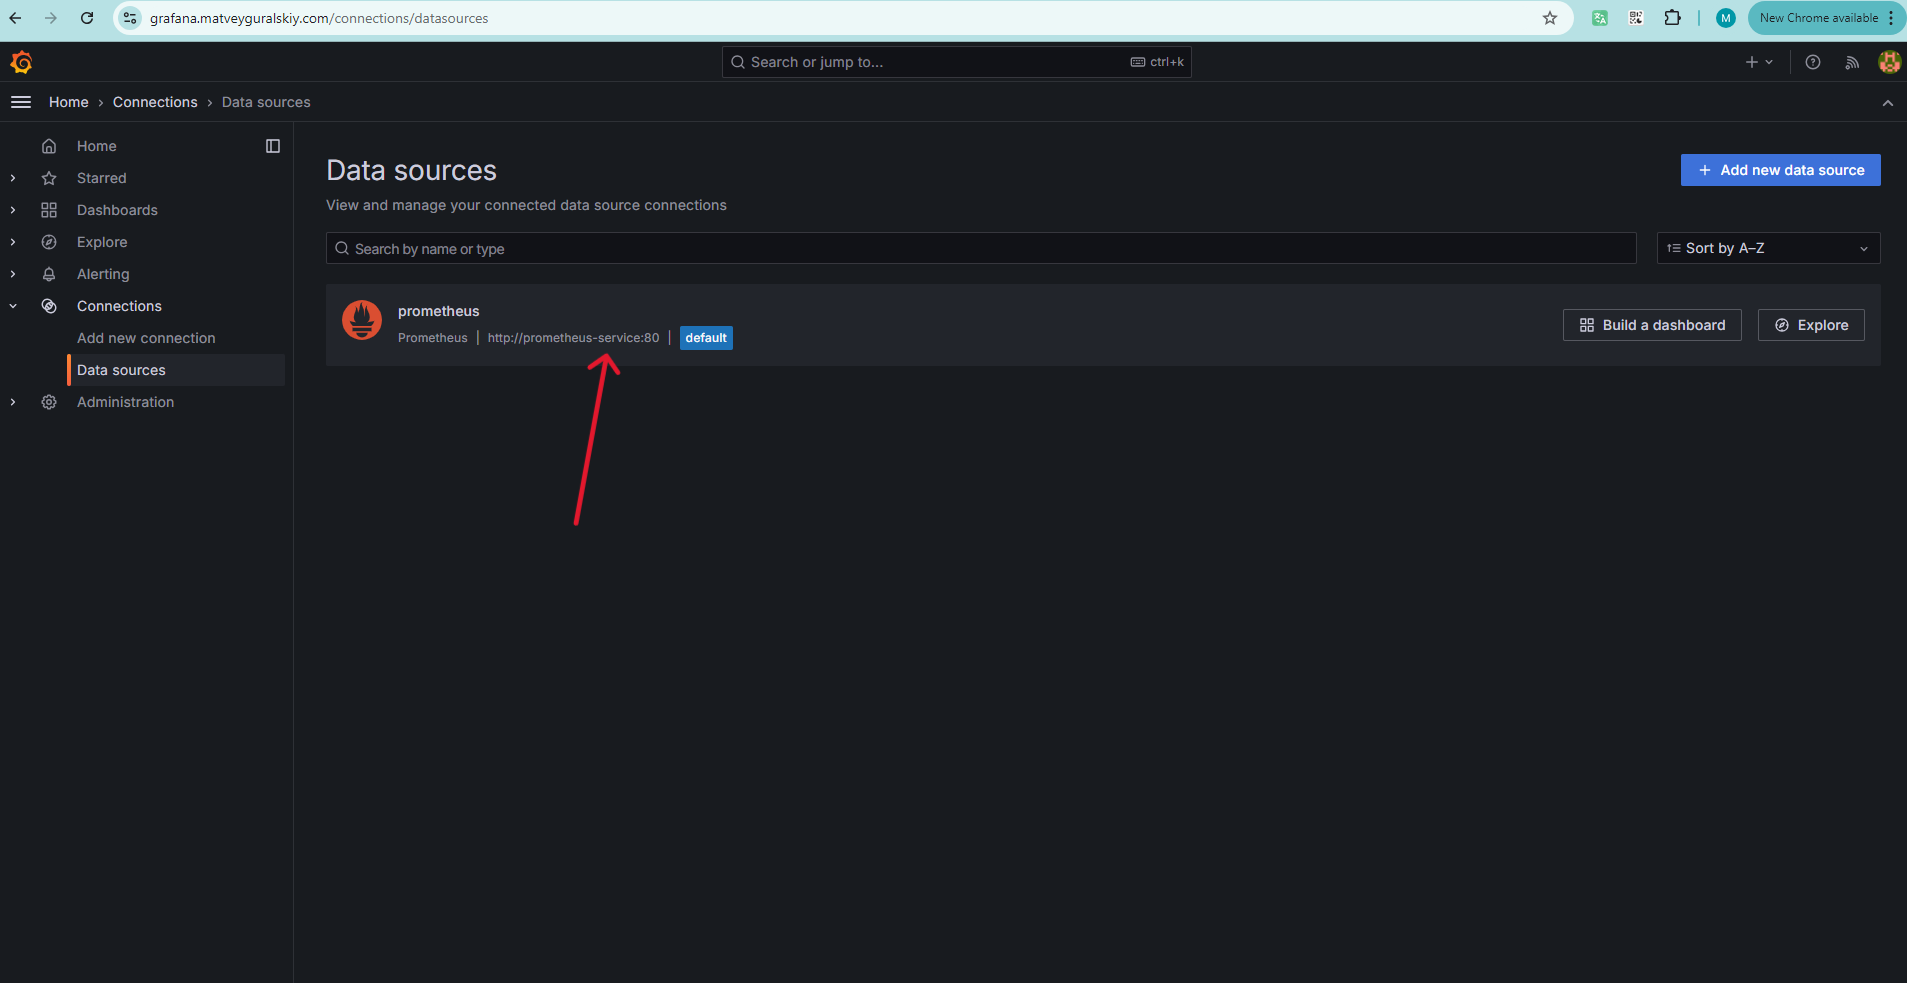 grafana.matveyguralskiy.com/connections/datasources
M
New Chrome available
Search or jump to...
ctrl+k
Home › Connections › Data sources
Home
Starred
Dashboards
Explore
Alerting
Connections
Add new connection
Data sources
Administration
Data sources
+ Add new data source
View and manage your connected data source connections
Search by name or type
Sort by A–Z
prometheus
Prometheus | http://prometheus-service:80 | default
Build a dashboard
Explore